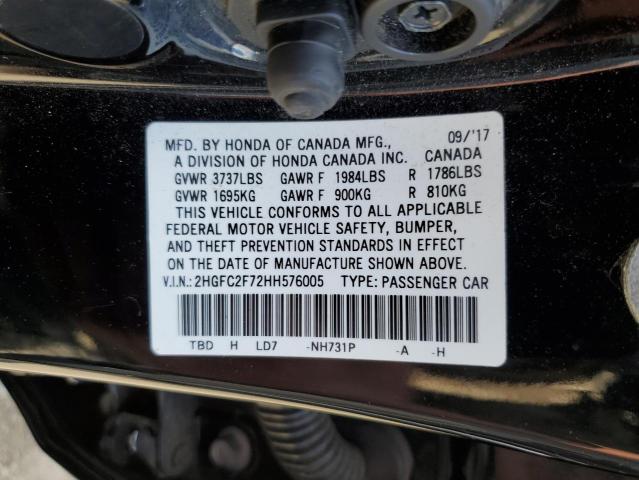 09/'17
MFD. BY HONDA OF CANADA MFG.,
A DIVISION OF HONDA CANADA INC. CANADA
GVWR 3737LBS GAWR F 1984LBS R 1786LBS
GVWR 1695KG GAWR F 900KG R 810KG
THIS VEHICLE CONFORMS TO ALL APPLICABLE
FEDERAL MOTOR VEHICLE SAFETY, BUMPER,
AND THEFT PREVENTION STANDARDS IN EFFECT
ON THE DATE OF MANUFACTURE SHOWN ABOVE.
V.I.N.: 2HGFC2F72HH576005 TYPE: PASSENGER CAR
TBD H LD7 -NH731P -A -H